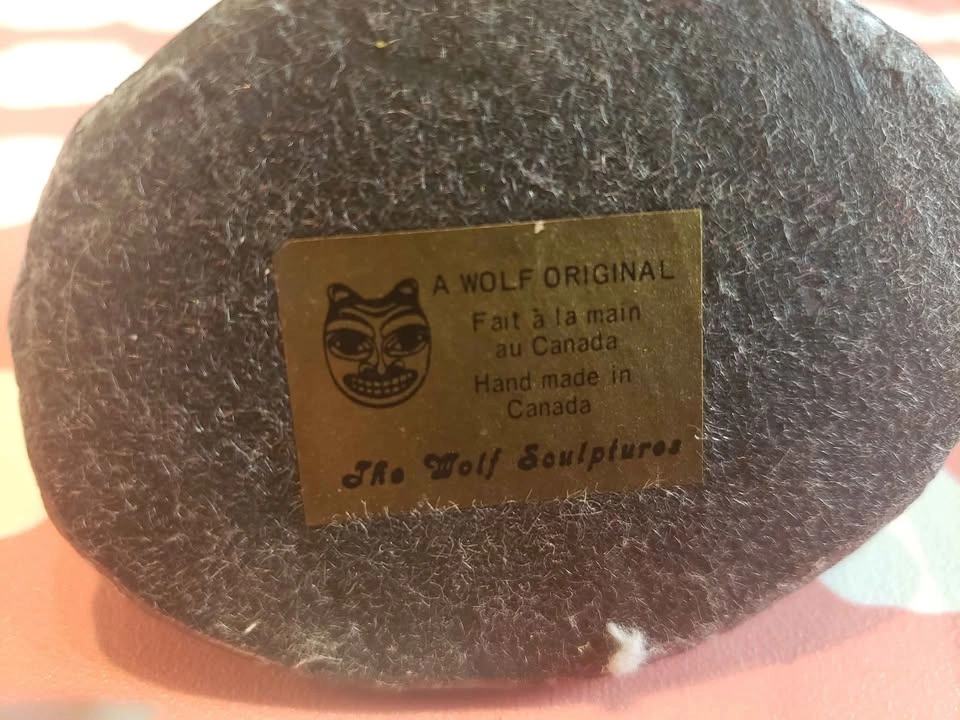 A WOLF ORIGINAL
Fait à la main
au Canada
Hand made in
Canada
The Wolf Sculptures